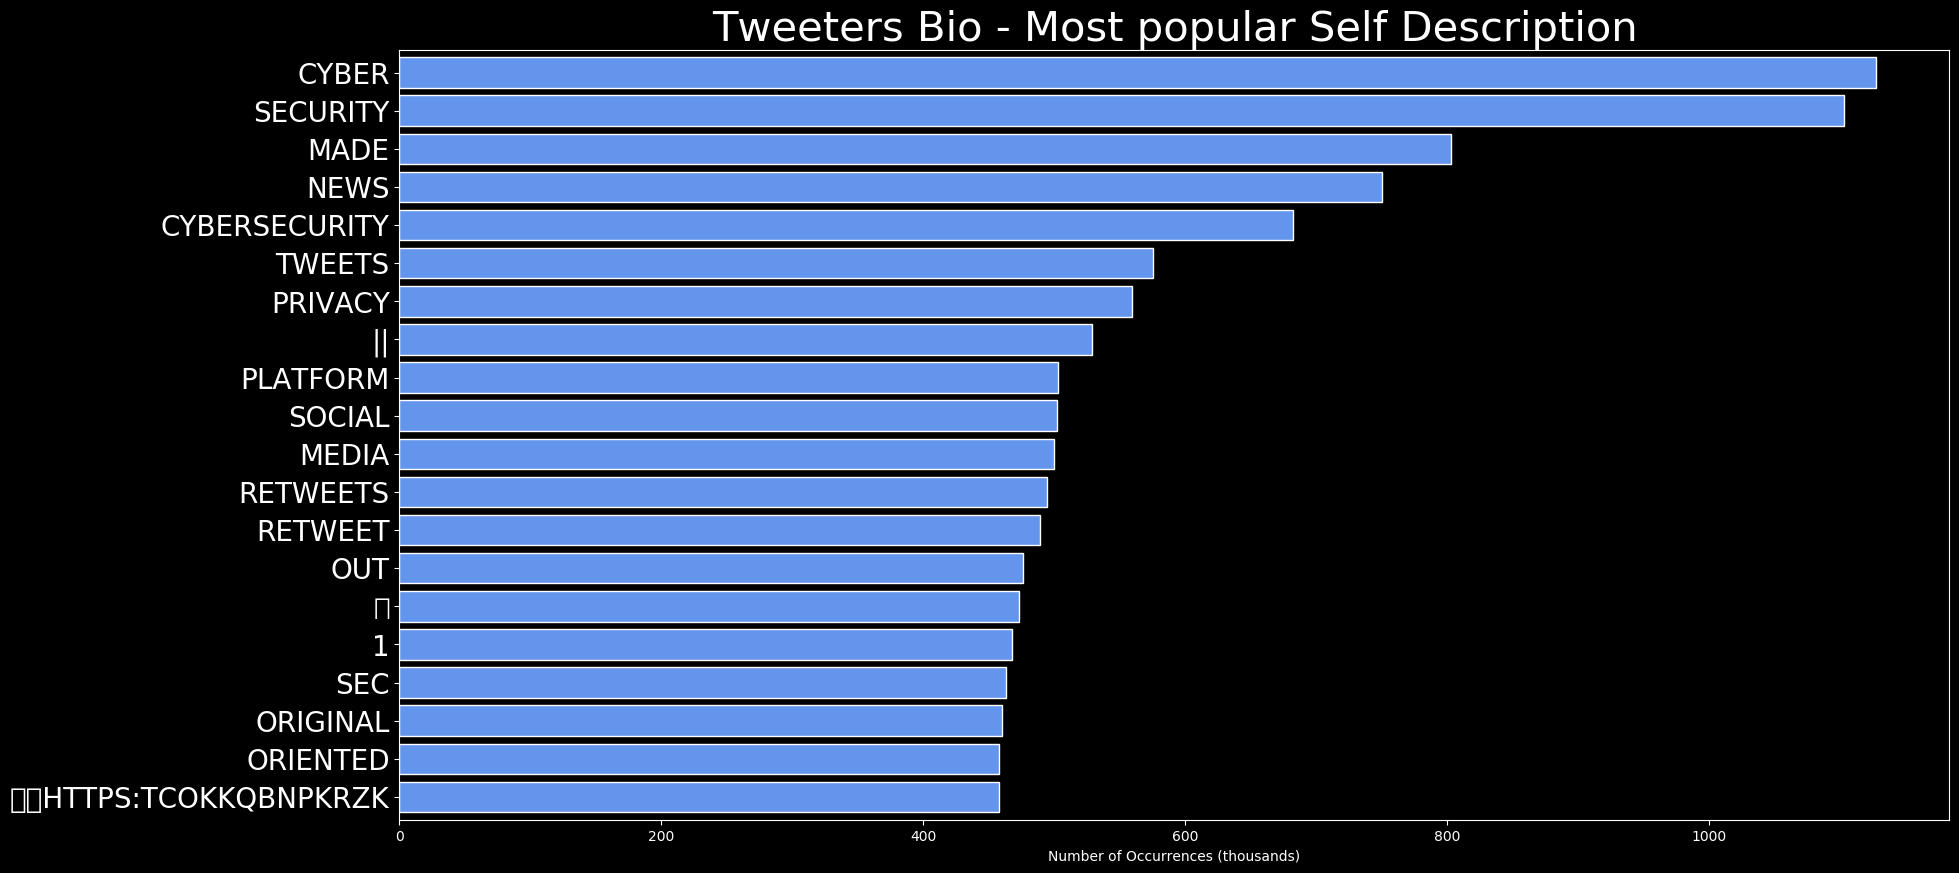 Tweeters Bio - Most popular Self Description
CYBER
SECURITY
MADE
NEWS
CYBERSECURITY
TWEETS
PRIVACY
||
PLATFORM
SOCIAL
MEDIA
RETWEETS
RETWEET
OUT
1
SEC
ORIGINAL
ORIENTED
HTTPS:TCOKKQBNPKRZK
0 200 400 600 800 1000
Number of Occurrences (thousands)